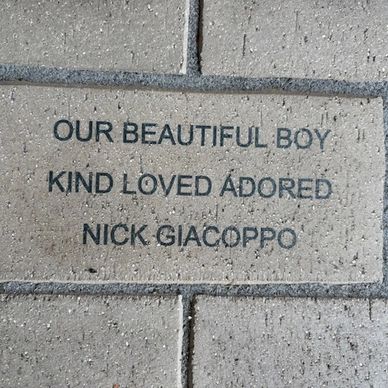 OUR BEAUTIFUL BOY
KIND LOVED ADORED
NICK GIACOPPO